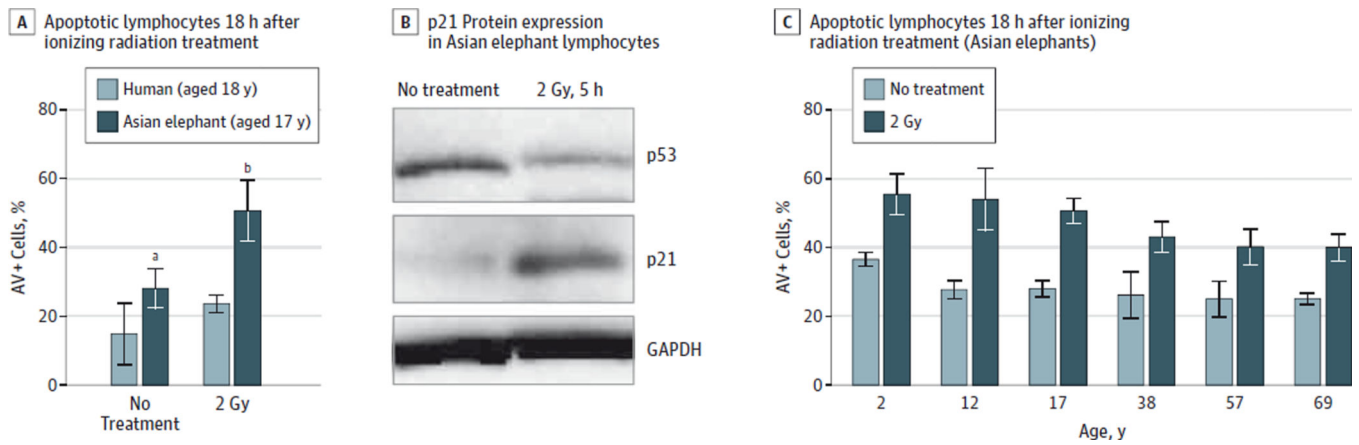 A Apoptotic lymphocytes 18 h after
ionizing radiation treatment
Human (aged 18 y)
Asian elephant (aged 17 y)
80
60
40
20
0
AV+ Cells, %
a
b
No
Treatment
2 Gy
B p21 Protein expression
in Asian elephant lymphocytes
No treatment 2 Gy, 5 h
p53
p21
GAPDH
C Apoptotic lymphocytes 18 h after ionizing
radiation treatment (Asian elephants)
No treatment
2 Gy
80
60
40
20
0
AV+ Cells, %
2 12 17 38 57 69
Age, y